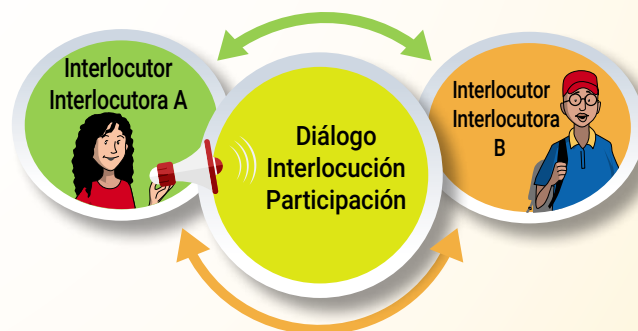 Interlocutor
Interlocutora A
Diálogo
Interlocución
Participación
Interlocutor
Interlocutora
B